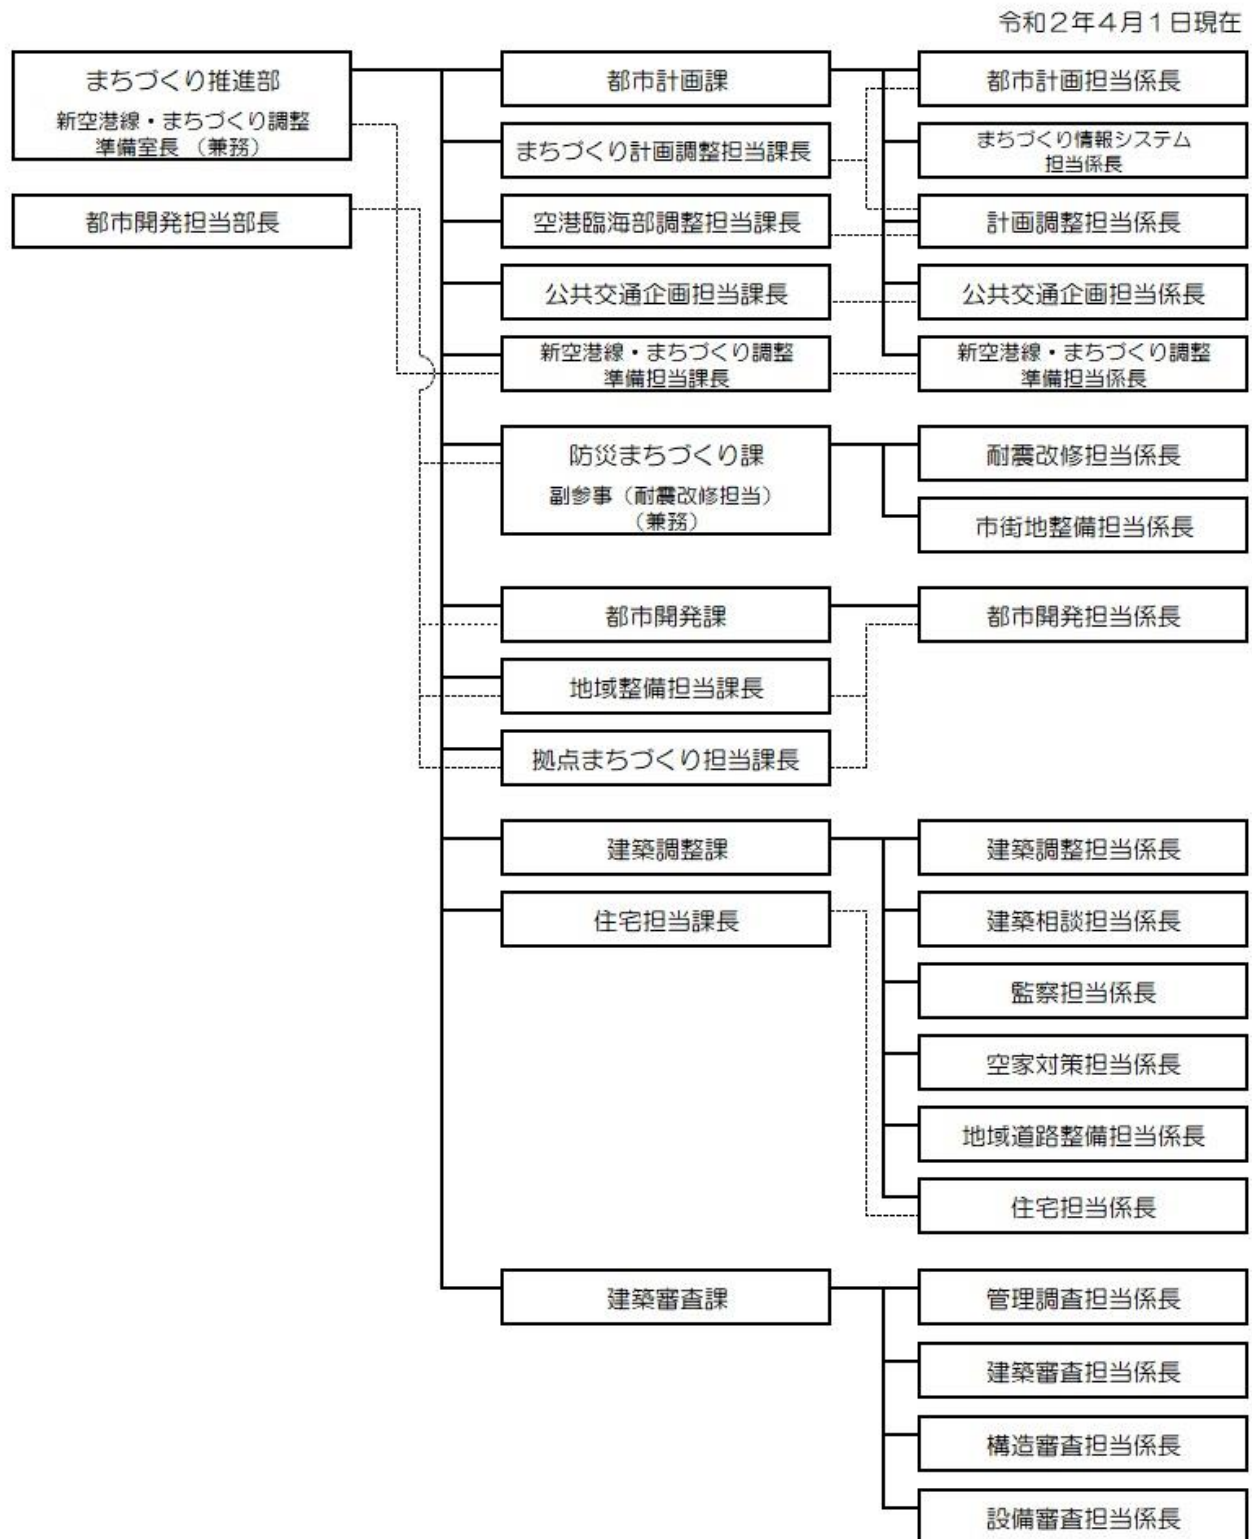 令和２年４月１日現在
まちづくり推進部
新空港線・まちづくり調整
準備室長 （兼務）
都市開発担当部長
都市計画課
まちづくり計画調整担当課長
空港臨海部調整担当課長
公共交通企画担当課長
新空港線・まちづくり調整
準備担当課長
都市計画担当係長
まちづくり情報システム
担当係長
計画調整担当係長
公共交通企画担当係長
新空港線・まちづくり調整
準備担当係長
防災まちづくり課
副参事（耐震改修担当）
（兼務）
耐震改修担当係長
市街地整備担当係長
都市開発課
地域整備担当課長
拠点まちづくり担当課長
都市開発担当係長
建築調整課
住宅担当課長
建築調整担当係長
建築相談担当係長
監察担当係長
空家対策担当係長
地域道路整備担当係長
住宅担当係長
建築審査課
管理調査担当係長
建築審査担当係長
構造審査担当係長
設備審査担当係長